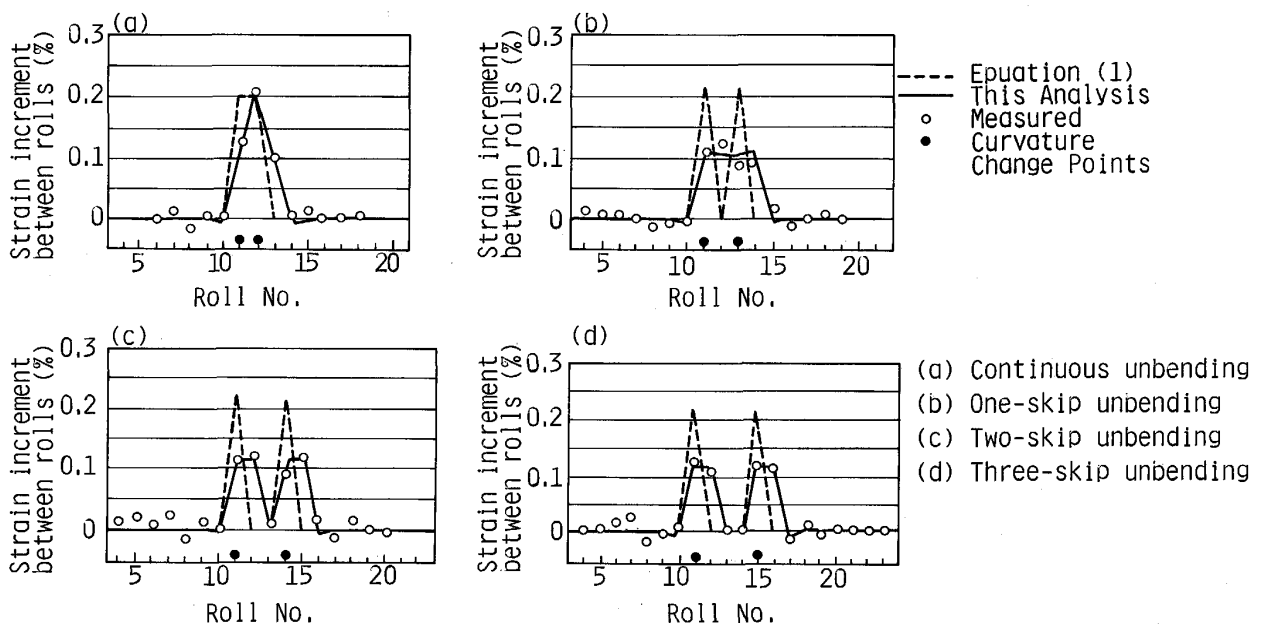 (a)
Strain increment
between rolls (%)
0.3
0.2
0.1
0
5 10 15 20
Roll No.
(b)
Strain increment
between rolls (%)
0.3
0.2
0.1
0
5 10 15 20
Roll No.
Epuation (1)
This Analysis
Measured
Curvature
Change Points
(c)
Strain increment
between rolls (%)
0.3
0.2
0.1
0
5 10 15 20
Roll No.
(d)
Strain increment
between rolls (%)
0.3
0.2
0.1
0
5 10 15 20
Roll No.
(a) Continuous unbending
(b) One-skip unbending
(c) Two-skip unbending
(d) Three-skip unbending